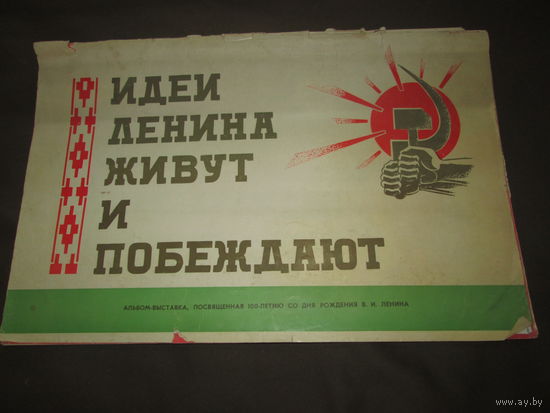 ИДЕИ
ЛЕНИНА
ЖИВУТ
И
ПОБЕЖДАЮТ
АЛЬБОМ-ВЫСТАВКА, ПОСВЯЩЕННАЯ 100-ЛЕТИЮ СО ДНЯ РОЖДЕНИЯ В. И. ЛЕНИНА
www.ay.by